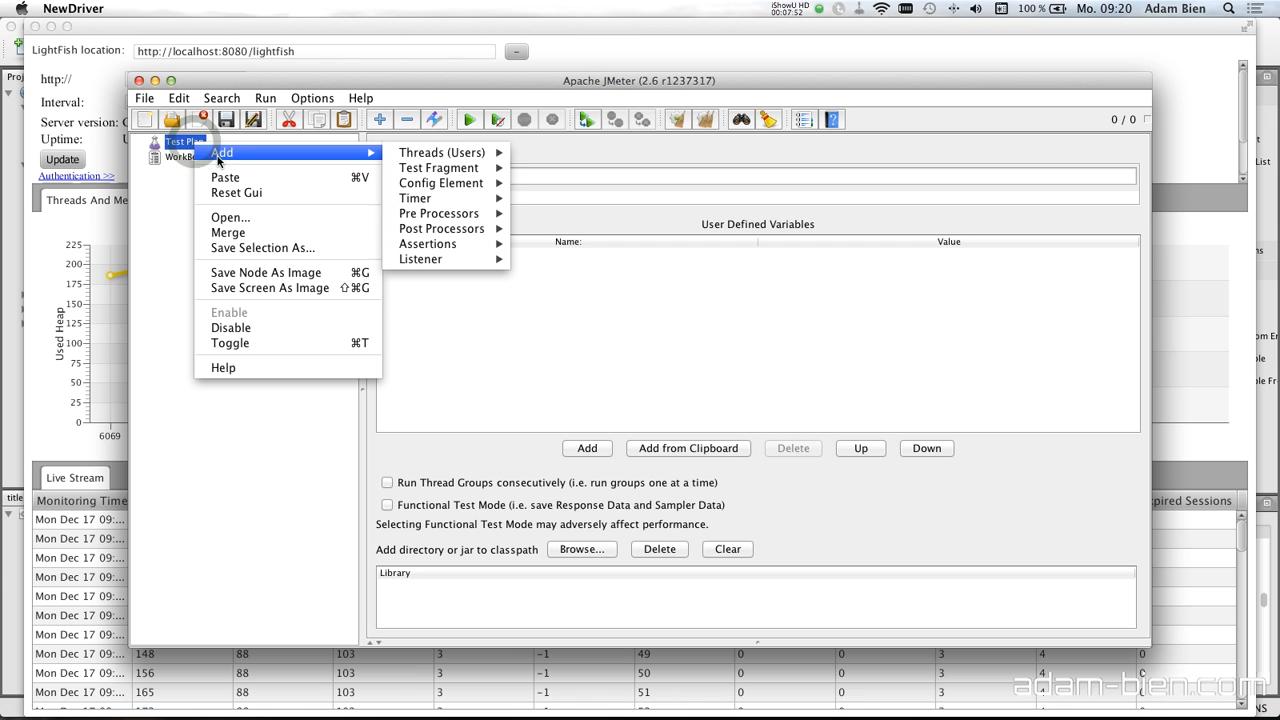 NewDriver
iShowU HD
00:07:52
100 %
Mo. 09:20
Adam Bien
LightFish location:
http://localhost:8080/lightfish
–
http://
Interval:
Server version:
Uptime:
Update
Authentication >>
Threads And Me
Apache JMeter (2.6 r1237317)
File Edit Search Run Options Help
0 / 0
Test Plan
WorkBe
Add
Paste ⌘V
Reset Gui
Open...
Merge
Save Selection As...
Save Node As Image ⌘G
Save Screen As Image ⇧⌘G
Enable
Disable
Toggle ⌘T
Help
Threads (Users)
Test Fragment
Config Element
Timer
Pre Processors
Post Processors
Assertions
Listener
User Defined Variables
Name: Value
Add
Add from Clipboard
Delete
Up
Down
Run Thread Groups consecutively (i.e. run groups one at a time)
Functional Test Mode (i.e. save Response Data and Sampler Data)
Selecting Functional Test Mode may adversely affect performance.
Add directory or jar to classpath
Browse...
Delete
Clear
Library
225
200
175
150
125
100
75
50
25
0
Used Heap
6069
Live Stream
Monitoring Time
xpired Sessions
Mon Dec 17 09:...
Mon Dec 17 09:...
Mon Dec 17 09:...
Mon Dec 17 09:...
Mon Dec 17 09:...
Mon Dec 17 09:...
Mon Dec 17 09:...
Mon Dec 17 09:... 148 88 103 3 -1 49 0 0 3 4 0
Mon Dec 17 09:... 156 88 103 3 -1 50 0 0 3 4 0
Mon Dec 17 09:... 165 88 103 3 -1 51 0 0 3 4 0
adam-bien.com